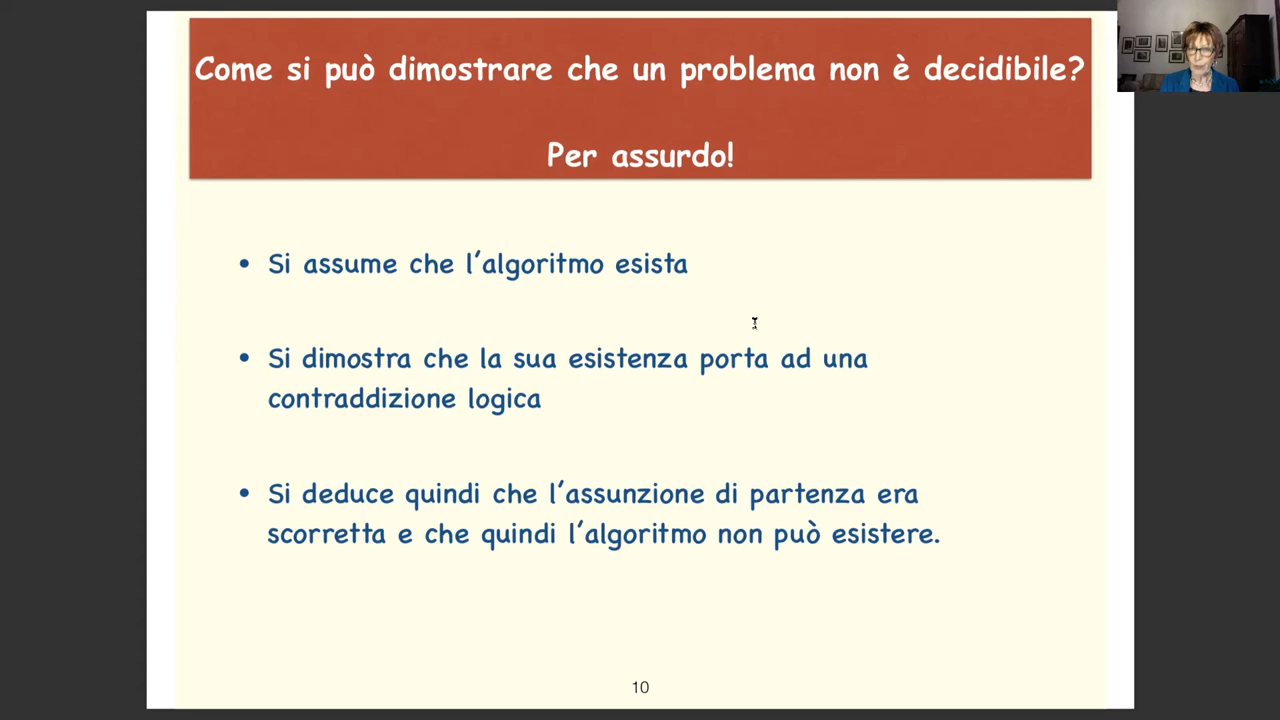 Come si può dimostrare che un problema non è decidibile?
Per assurdo!
• Si assume che l'algoritmo esista
• Si dimostra che la sua esistenza porta ad una
contraddizione logica
• Si deduce quindi che l'assunzione di partenza era
scorretta e che quindi l'algoritmo non può esistere.
10